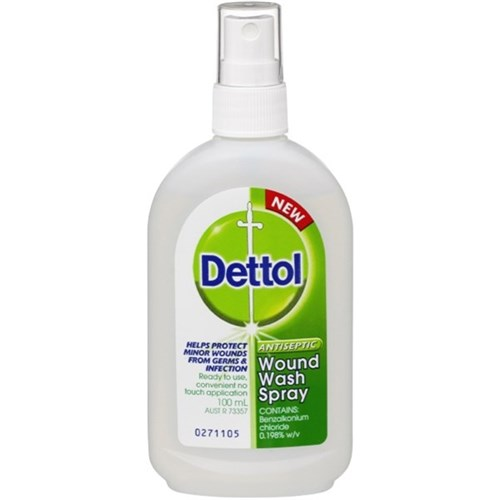 NEW
Dettol
HELPS PROTECT
MINOR WOUNDS
FROM GERMS &
INFECTION
Ready to use,
convenient no
touch application
100 mL
AUST R 73357
0271105
ANTISEPTIC
Wound
Wash
Spray
CONTAINS:
Benzalkonium
chloride
0.198% w/v